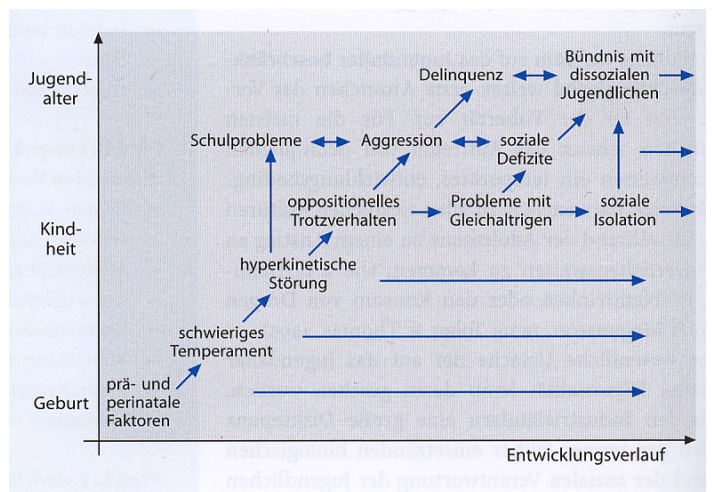 Jugend-
alter
Delinquenz
Bündnis mit
dissozialen
Jugendlichen
Schulprobleme
Aggression
soziale
Defizite
oppositionelles
Trotzverhalten
Probleme mit
Gleichaltrigen
soziale
Isolation
Kind-
heit
hyperkinetische
Störung
schwieriges
Temperament
Geburt
prä- und
perinatale
Faktoren
Entwicklungsverlauf